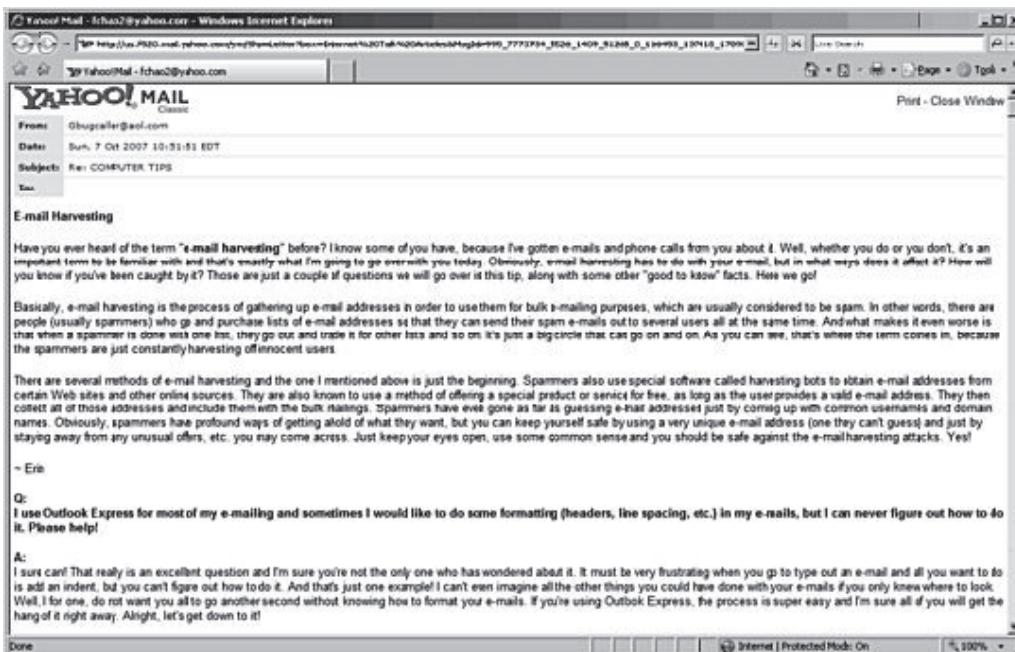 Yahoo! Mail - fchao2@yahoo.com - Windows Internet Explorer
Live Search
Yahoo! Mail - fchao2@yahoo.com
Page
Tools
YAHOO! MAIL
Classic
Print - Close Window
From: Gbugcaller@aol.com
Date: Sun, 7 Oct 2007 10:51:51 EDT
Subject: Re: COMPUTER TIPS
To:
E-mail Harvesting
Have you ever heard of the term "e-mail harvesting" before? I know some of you have, because I've gotten e-mails and phone calls from you about it. Well, whether you do or you don't, it's an
important term to be familiar with and that's exactly what I'm going to go over with you today. Obviously, e-mail harvesting has to do with your e-mail, but in what ways does it affect it? How will
you know if you've been caught by it? Those are just a couple of questions we will go over is this tip, along with some other "good to know" facts. Here we go!
Basically, e-mail harvesting is the process of gathering up e-mail addresses in order to use them for bulk e-mailing purposes, which are usually considered to be spam. In other words, there are
people (usually spammers) who go and purchase lists of e-mail addresses so that they can send their spam e-mails out to several users all at the same time. And what makes it even worse is
that when a spammer is done with one list, they go out and trade it for other lists and so on. It's just a big circle that can go on and on. As you can see, that's where the term comes in, because
the spammers are just constantly harvesting off innocent users.
There are several methods of e-mail harvesting and the one I mentioned above is just the beginning. Spammers also use special software called harvesting bots to obtain e-mail addresses from
certain Web sites and other online sources. They are also known to use a method of offering a special product or service for free, as long as the user provides a valid e-mail address. They then
collect all of those addresses and include them with the bulk mailings. Spammers have even gone as far as guessing e-mail addresses just by coming up with common usernames and domain
names. Obviously, spammers have profound ways of getting ahold of what they want, but you can keep yourself safe by using a very unique e-mail address (one they can't guess) and just by
staying away from any unusual offers, etc. you may come across. Just keep your eyes open, use some common sense and you should be safe against the e-mail harvesting attacks. Yes!
~ Erin
Q:
I use Outlook Express for most of my e-mailing and sometimes I would like to do some formatting (headers, line spacing, etc.) in my e-mails, but I can never figure out how to do
it. Please help!
A:
I sure can! That really is an excellent question and I'm sure you're not the only one who has wondered about it. It must be very frustrating when you go to type out an e-mail and all you want to do
is add an indent, but you can't figure out how to do it. And that's just one example! I can't even imagine all the other things you could have done with your e-mails if you only knew where to look.
Well, I for one, do not want you all to go another second without knowing how to format your e-mails. If you're using Outlook Express, the process is super easy and I'm sure all of you will get the
hang of it right away. Alright, let's get down to it!
Done
Internet | Protected Mode: On
100%